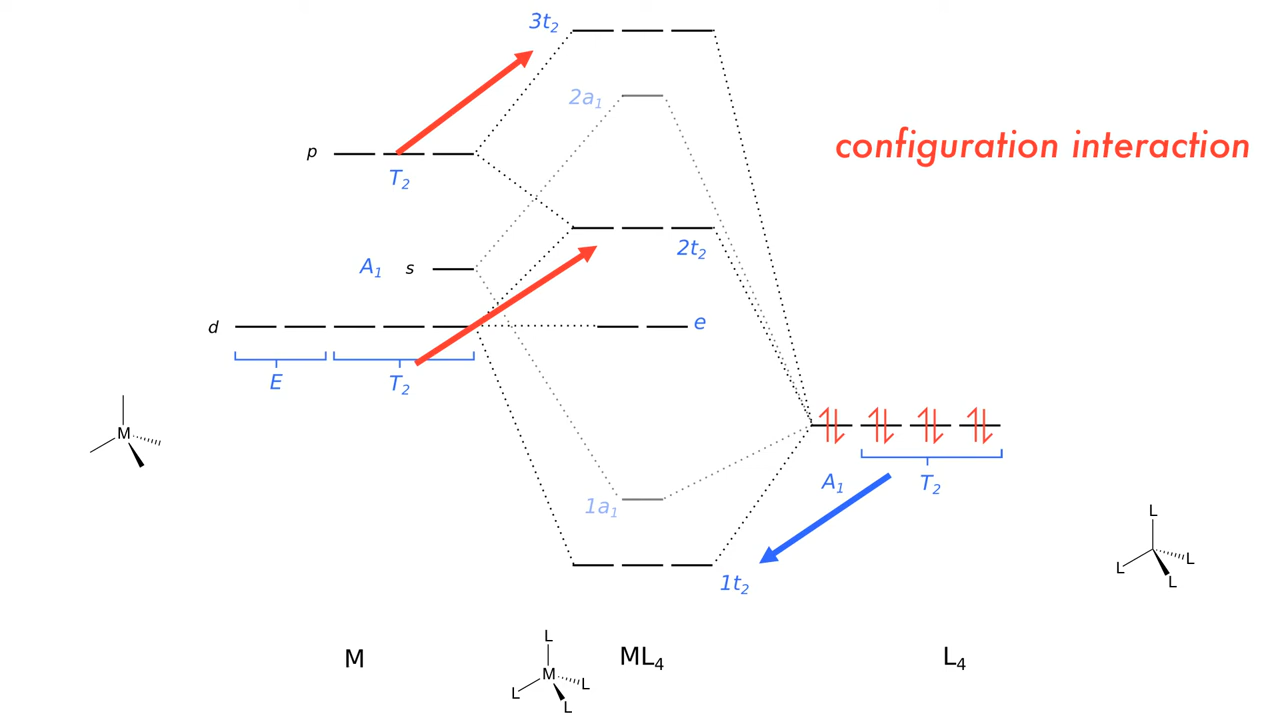 3t₂
2a₁
configuration interaction
p
T₂
2t₂
A₁ s
d
e
E
T₂
M
A₁
T₂
1a₁
L
L
L
L
1t₂
M
ML₄
L₄
L
M
L
L
L